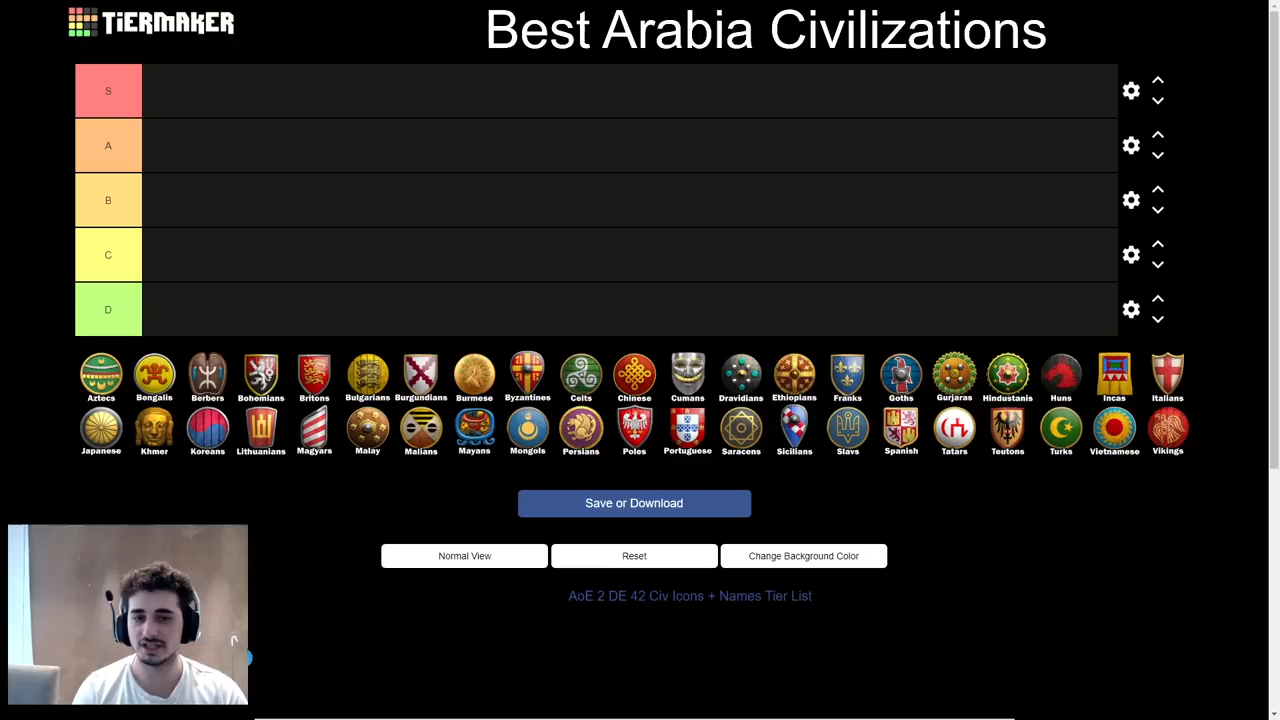 TIERMAKER
Best Arabia Civilizations
S
A
B
C
D
Aztecs Bengalis Berbers Bohemians Britons Bulgarians Burgundians Burmese Byzantines Celts Chinese Cumans Dravidians Ethiopians Franks Goths Gurjaras Hindustanis Huns Incas Italians
Japanese Khmer Koreans Lithuanians Magyars Malay Malians Mayans Mongols Persians Poles Portuguese Saracens Sicilians Slavs Spanish Tatars Teutons Turks Vietnamese Vikings
Save or Download
Normal View Reset Change Background Color
AoE 2 DE 42 Civ Icons + Names Tier List